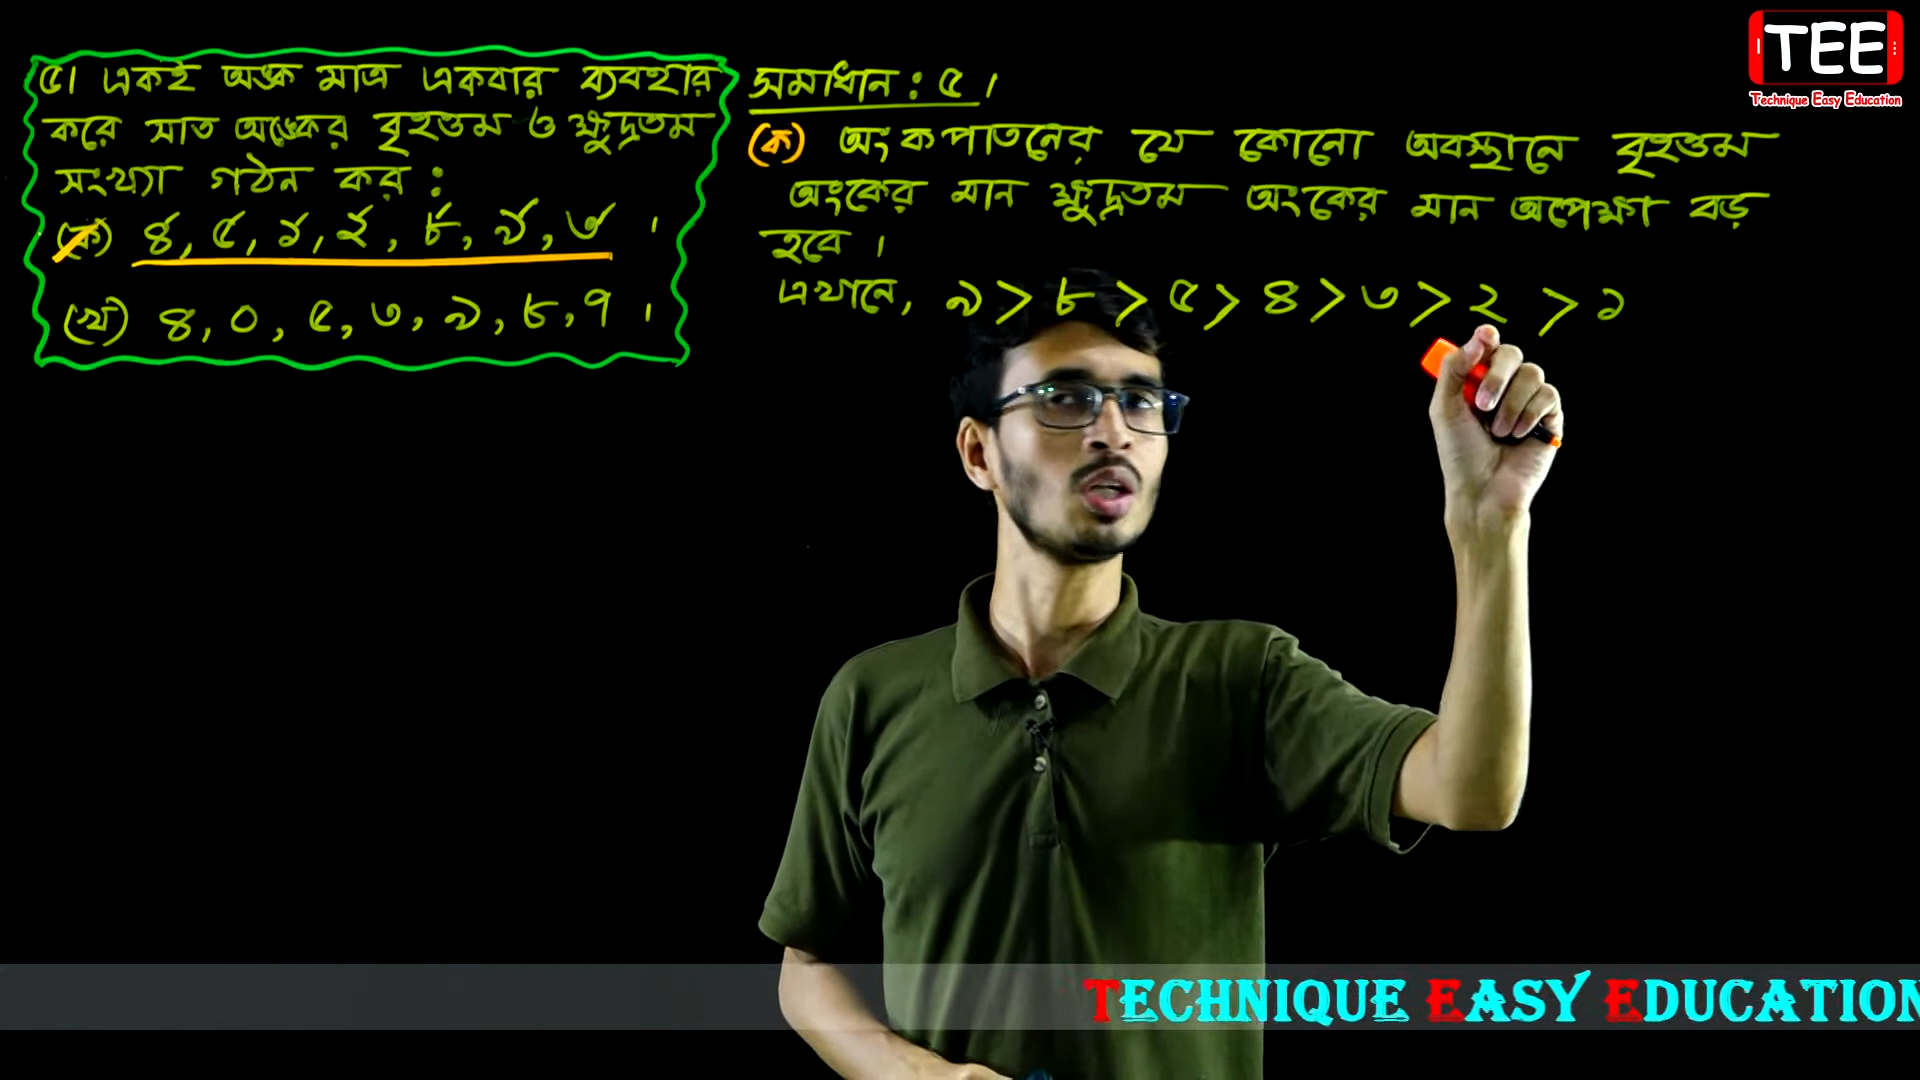 ৫। একই অঙ্ক মাত্র একবার ব্যবহার
করে সাত অঙ্কের বৃহত্তম ও ক্ষুদ্রতম
সংখ্যা গঠন কর :
(ক) ৪, ৫, ১, ২, ৮, ৯, ৩ ।
(খ) ৪, ০, ৫, ৩, ৯, ৮, ৭ ।
সমাধান : ৫ ।
(ক) অংকপাতনের যে কোনো অবস্থানে বৃহত্তম
অংকের মান ক্ষুদ্রতম অংকের মান অপেক্ষা বড়
হবে ।
এখানে, ৯ > ৮ > ৫ > ৪ > ৩ > ২ > ১
TEE
Technique Easy Education
TECHNIQUE EASY EDUCATION